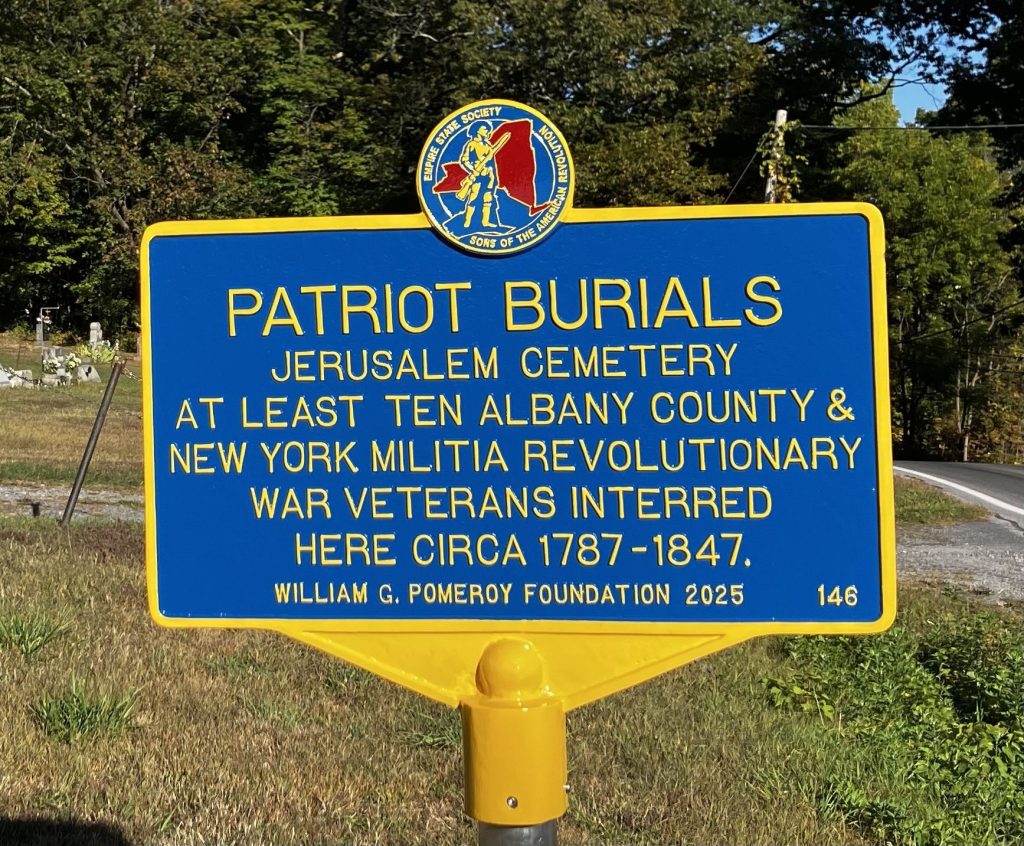 EMPIRE STATE SOCIETY
SONS OF THE AMERICAN REVOLUTION
PATRIOT BURIALS
JERUSALEM CEMETERY
AT LEAST TEN ALBANY COUNTY &
NEW YORK MILITIA REVOLUTIONARY
WAR VETERANS INTERRED
HERE CIRCA 1787-1847.
WILLIAM G. POMEROY FOUNDATION 2025 146